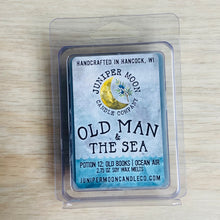 HANDCRAFTED IN HANCOCK, WI
JUNIPER MOON
CANDLE COMPANY
OLD MAN
&
THE SEA
POTION 12: OLD BOOKS | OCEAN AIR
2.75 OZ SOY WAX MELTS
JUNIPERMOONCANDLECO.COM